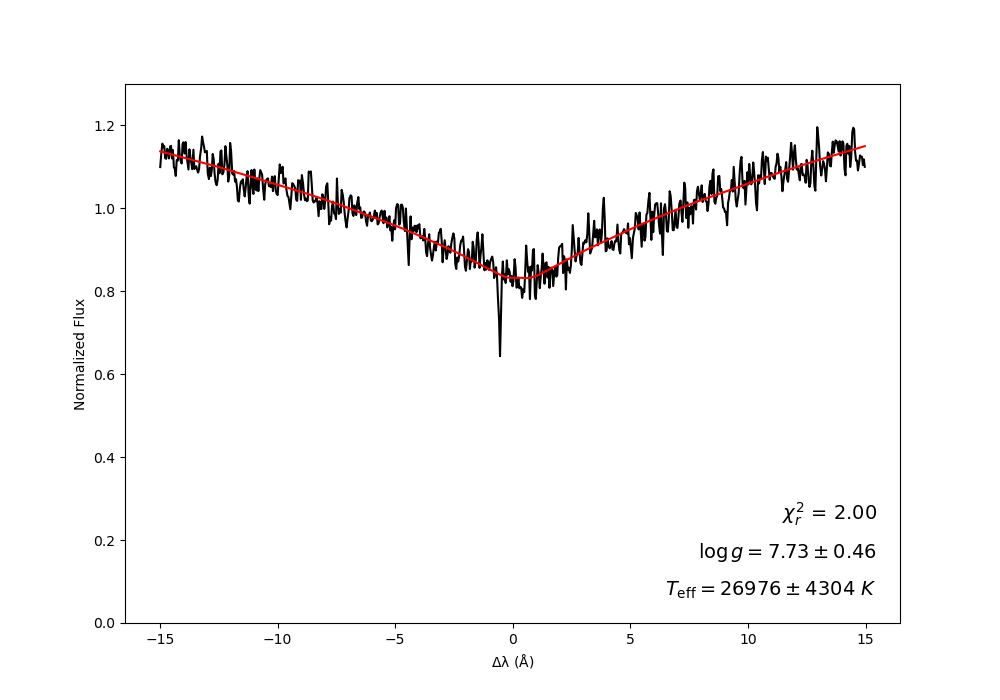 1.2
1.0
0.8
0.6
0.4
0.2
0.0
Normalized Flux
χ²ᵣ = 2.00
log g = 7.73 ± 0.46
T_eff = 26976 ± 4304 K
−15 −10 −5 0 5 10 15
Δλ (Å)